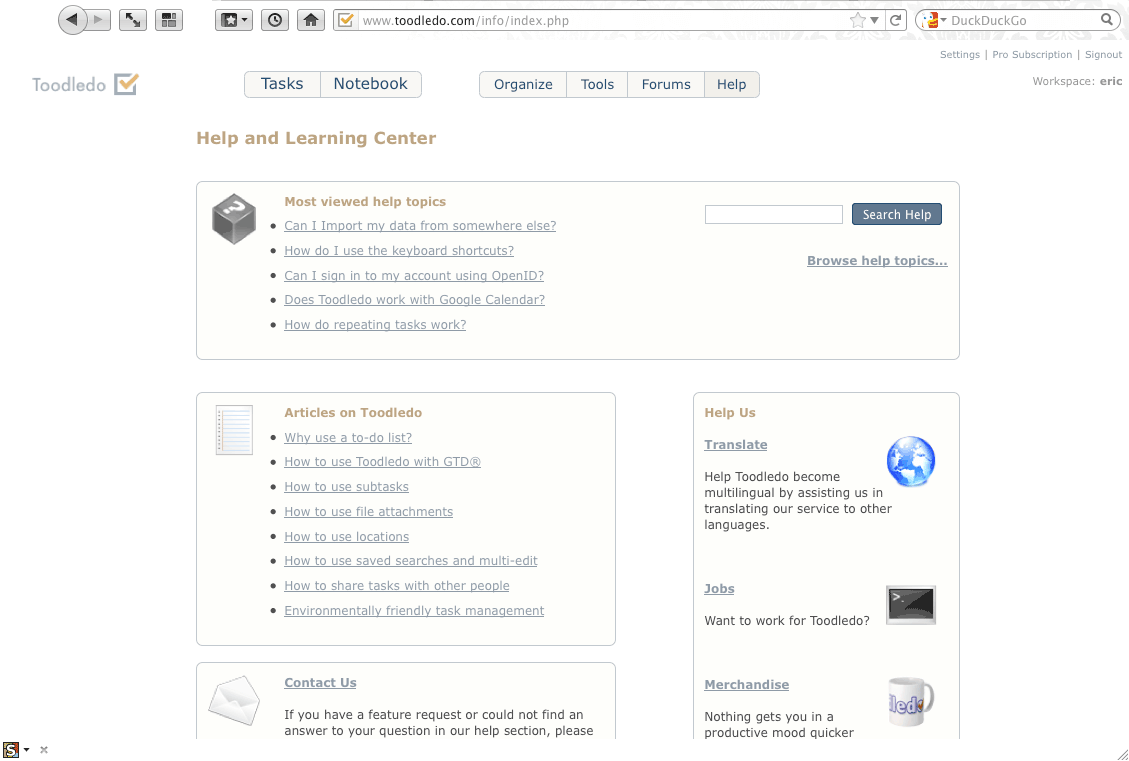 www.toodledo.com/info/index.php
DuckDuckGo
Settings | Pro Subscription | Signout
Toodledo
Tasks
Notebook
Organize
Tools
Forums
Help
Workspace: eric
Help and Learning Center
Most viewed help topics
Can I Import my data from somewhere else?
How do I use the keyboard shortcuts?
Can I sign in to my account using OpenID?
Does Toodledo work with Google Calendar?
How do repeating tasks work?
Search Help
Browse help topics...
Articles on Toodledo
Why use a to-do list?
How to use Toodledo with GTD®
How to use subtasks
How to use file attachments
How to use locations
How to use saved searches and multi-edit
How to share tasks with other people
Environmentally friendly task management
Contact Us
If you have a feature request or could not find an
answer to your question in our help section, please
Help Us
Translate
Help Toodledo become
multilingual by assisting us in
translating our service to other
languages.
Jobs
Want to work for Toodledo?
Merchandise
Nothing gets you in a
productive mood quicker